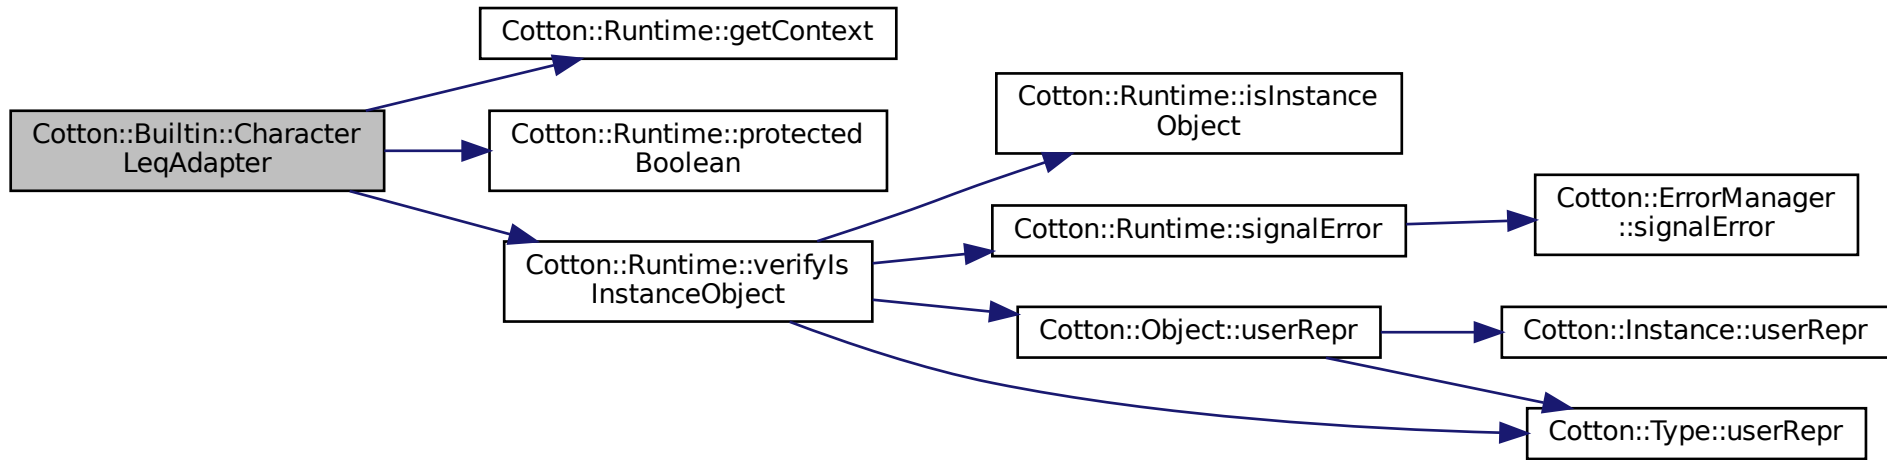 Cotton::Runtime::getContext
Cotton::Builtin::Character
LeqAdapter
Cotton::Runtime::protected
Boolean
Cotton::Runtime::verifyIs
InstanceObject
Cotton::Runtime::isInstance
Object
Cotton::Runtime::signalError
Cotton::ErrorManager
::signalError
Cotton::Object::userRepr
Cotton::Instance::userRepr
Cotton::Type::userRepr